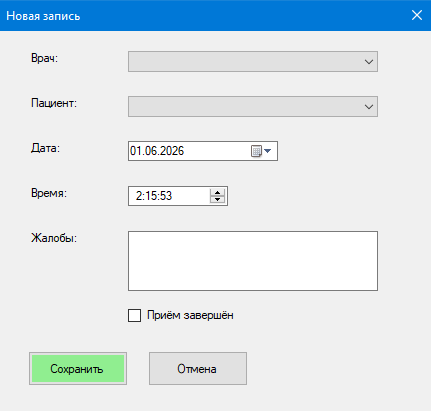 Новая запись
Врач:
Пациент:
Дата:
01.06.2026
Время:
2:15:53
Жалобы:
Приём завершён
Сохранить
Отмена